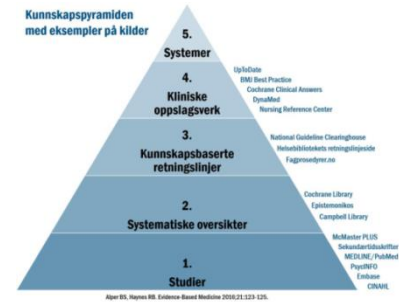 Kunnskapspyramiden
med eksempler på kilder
5.
Systemer
4.
Kliniske
oppslagsverk
UpToDate
BMJ Best Practice
Cochrane Clinical Answers
DynaMed
Nursing Reference Center
3.
Kunnskapsbaserte
retningslinjer
National Guideline Clearinghouse
Helsebibliotekets retningslinjeside
Fagprosedyrer.no
2.
Systematiske oversikter
Cochrane Library
Epistemonikos
Campbell Library
1.
Studier
McMaster PLUS
Sekundærtidsskrifter
MEDLINE/PubMed
PsycINFO
Embase
CINAHL
Alper BS, Haynes RB. Evidence-Based Medicine 2016;21:123-125.